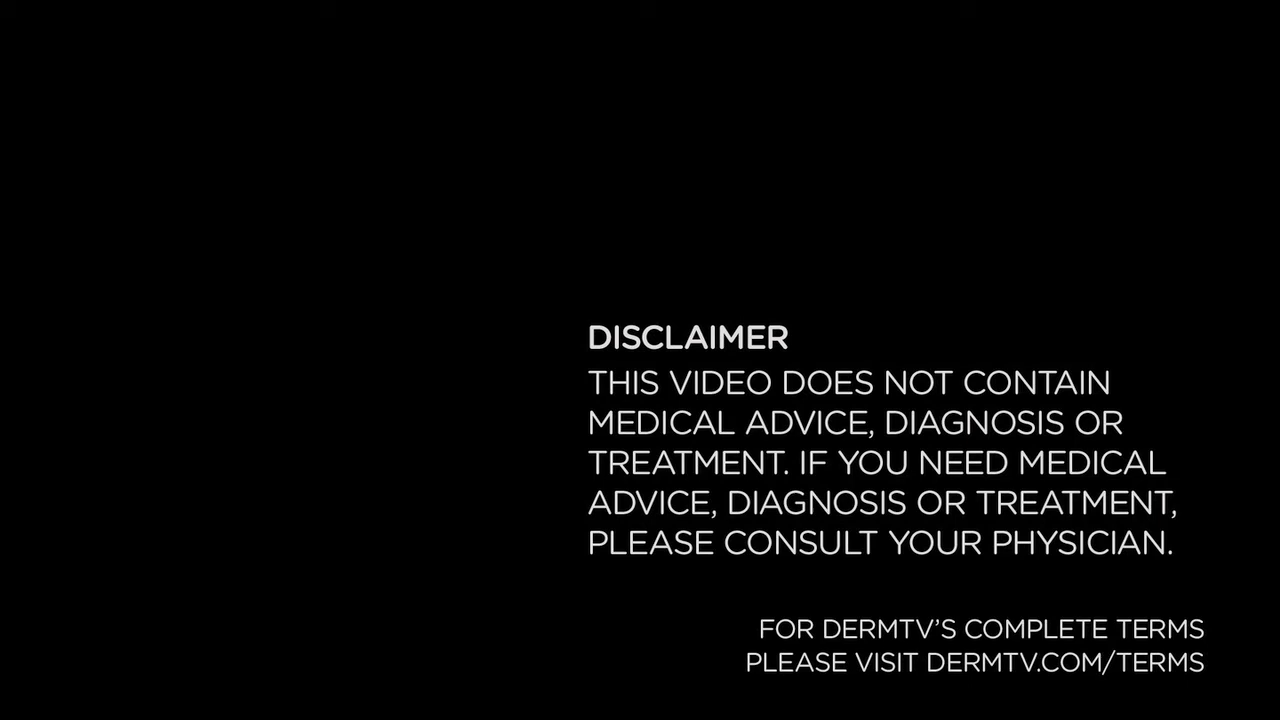 DISCLAIMER
THIS VIDEO DOES NOT CONTAIN
MEDICAL ADVICE, DIAGNOSIS OR
TREATMENT. IF YOU NEED MEDICAL
ADVICE, DIAGNOSIS OR TREATMENT,
PLEASE CONSULT YOUR PHYSICIAN.
FOR DERMTV’S COMPLETE TERMS
PLEASE VISIT DERMTV.COM/TERMS